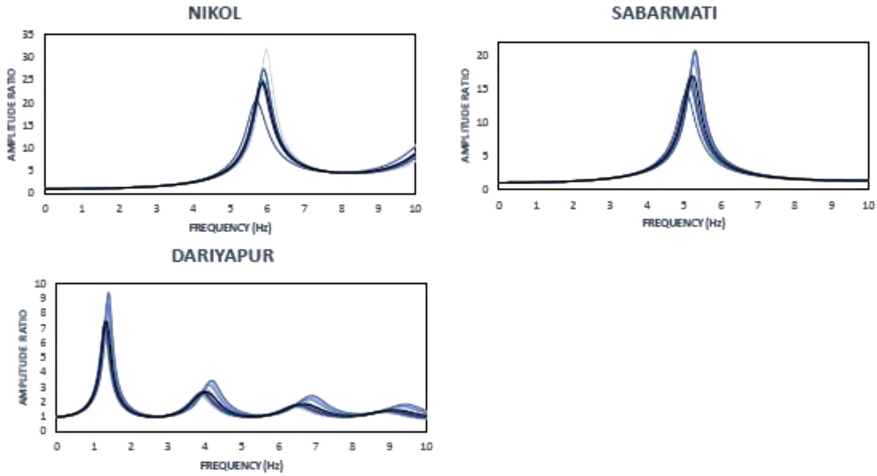 NIKOL
35
30
25
20
15
10
5
0
AMPLITUDE RATIO
0 1 2 3 4 5 6 7 8 9 10
FREQUENCY (Hz)
SABARMATI
20
15
10
5
0
AMPLITUDE RATIO
0 1 2 3 4 5 6 7 8 9 10
FREQUENCY (Hz)
DARIYAPUR
10
9
8
7
6
5
4
3
2
1
0
AMPLITUDE RATIO
0 1 2 3 4 5 6 7 8 9 10
FREQUENCY (Hz)